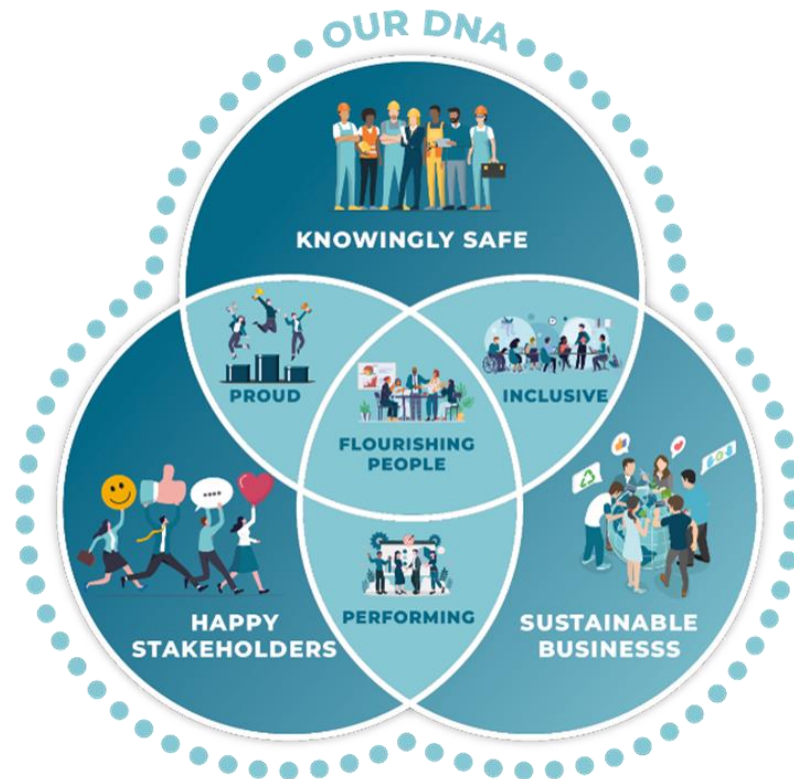 OUR DNA
KNOWINGLY SAFE
PROUD
INCLUSIVE
FLOURISHING
PEOPLE
PERFORMING
HAPPY
STAKEHOLDERS
SUSTAINABLE
BUSINESSS